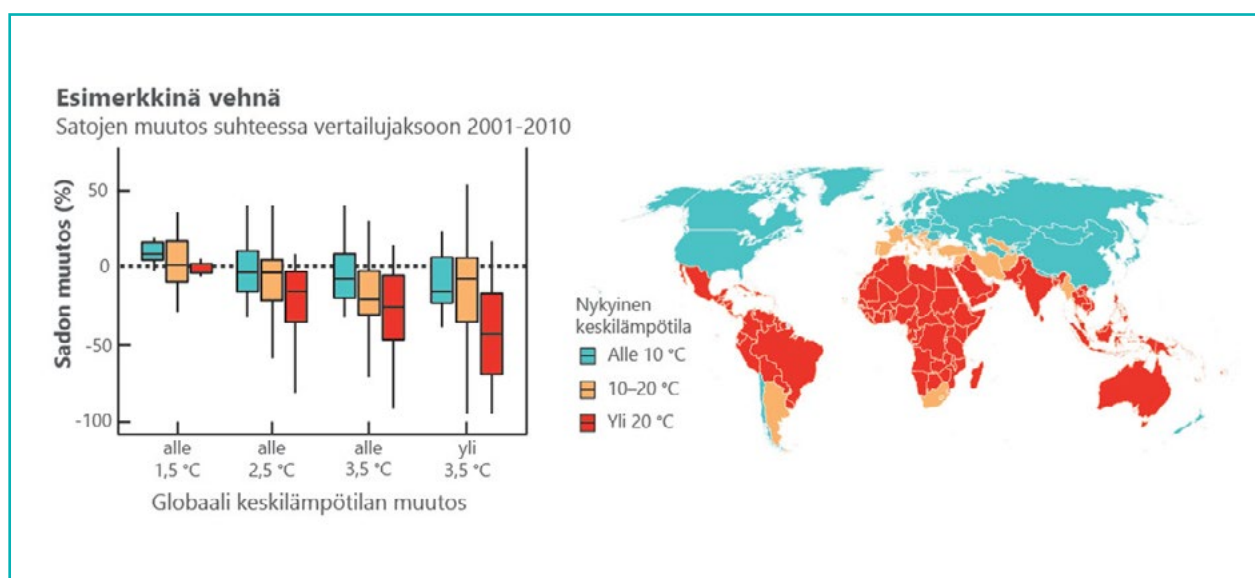 Esimerkkinä vehnä
Satojen muutos suhteessa vertailujaksoon 2001-2010
Sadon muutos (%)
50
0
-50
-100
alle
1,5 °C
alle
2,5 °C
alle
3,5 °C
yli
3,5 °C
Globaali keskilämpötilan muutos
Nykyinen
keskilämpötila
Alle 10 °C
10–20 °C
Yli 20 °C